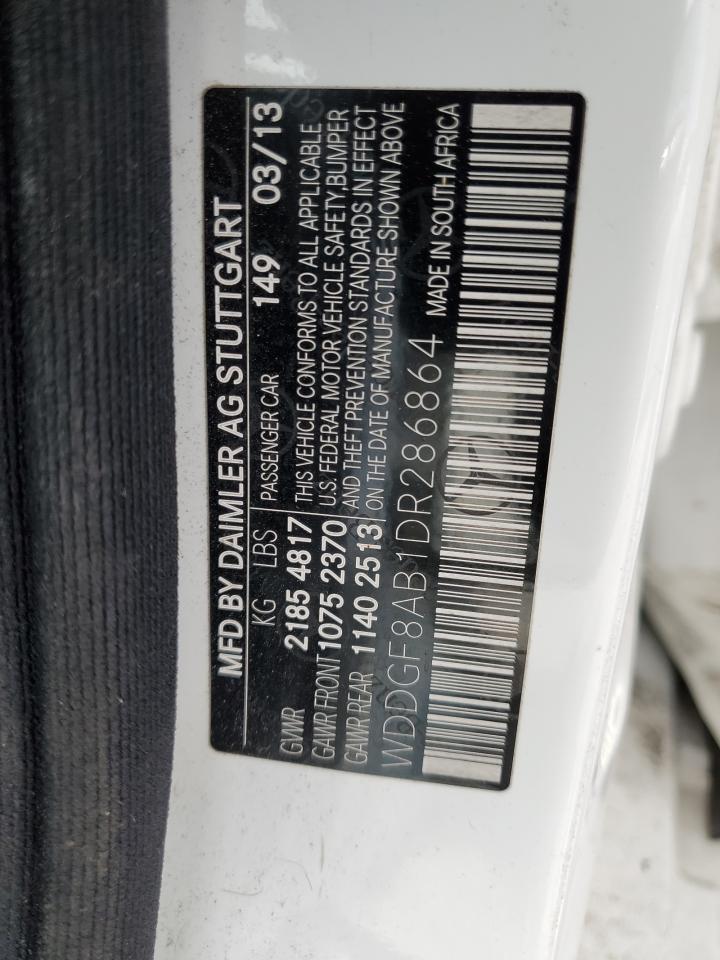 MFD BY DAIMLER AG STUTTGART
KG LBS PASSENGER CAR 149 03/13
GVWR 2185 4817 THIS VEHICLE CONFORMS TO ALL APPLICABLE
GAWR FRONT 1075 2370 U.S. FEDERAL MOTOR VEHICLE SAFETY,BUMPER
GAWR REAR 1140 2513 AND THEFT PREVENTION STANDARDS IN EFFECT
ON THE DATE OF MANUFACTURE SHOWN ABOVE
WDDGF8AB1DR286864 MADE IN SOUTH AFRICA